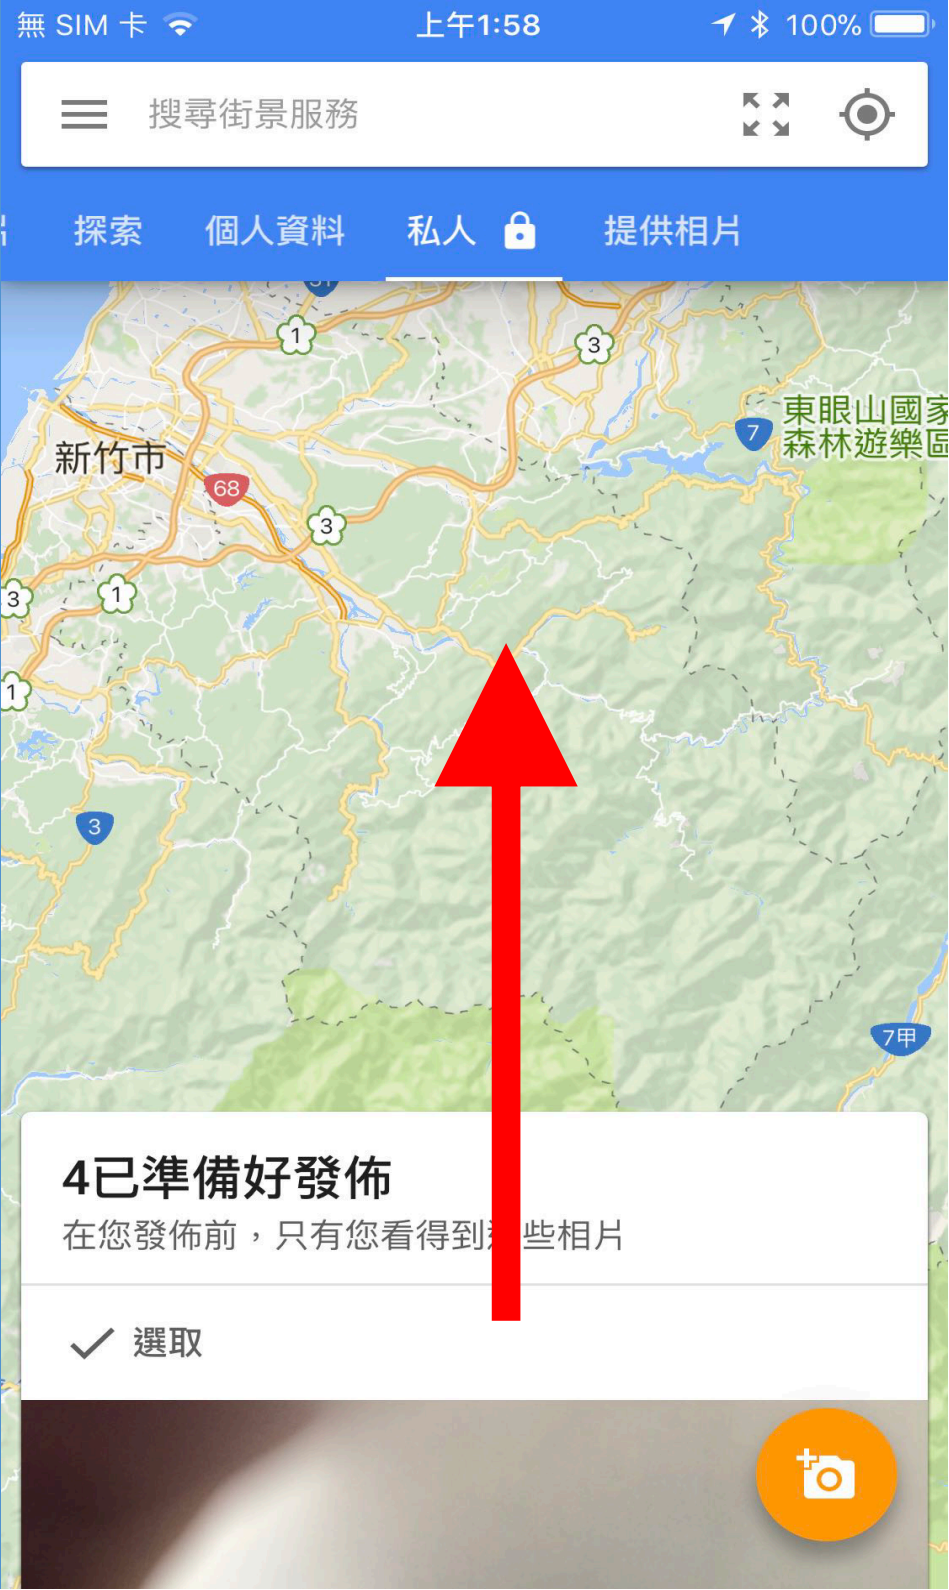 無 SIM 卡 上午1:58 100%
搜尋街景服務
探索 個人資料 私人 提供相片
1
3
東眼山國家
森林遊樂區
7
新竹市
68
3
3
1
1
3
7甲
4已準備好發佈
在您發佈前，只有您看得到 些相片
選取